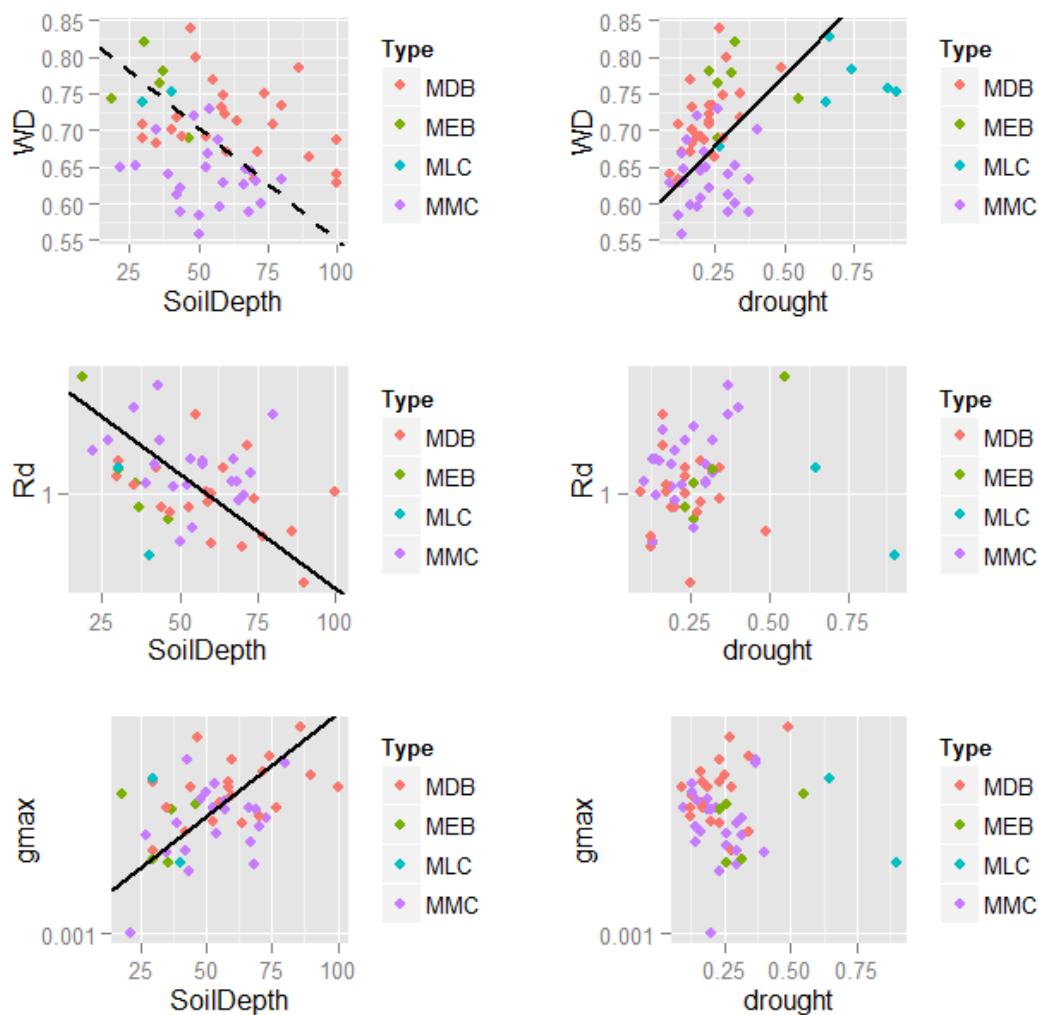 0.85
0.80
0.75
0.70
0.65
0.60
0.55
WD
25
50
75
100
SoilDepth
Type
MDB
MEB
MLC
MMC
0.85
0.80
0.75
0.70
0.65
0.60
0.55
WD
0.25
0.50
0.75
drought
Type
MDB
MEB
MLC
MMC
Rd
1
25
50
75
100
SoilDepth
Type
MDB
MEB
MLC
MMC
Rd
1
0.25
0.50
0.75
drought
Type
MDB
MEB
MLC
MMC
gmax
0.001
25
50
75
100
SoilDepth
Type
MDB
MEB
MLC
MMC
gmax
0.001
0.25
0.50
0.75
drought
Type
MDB
MEB
MLC
MMC